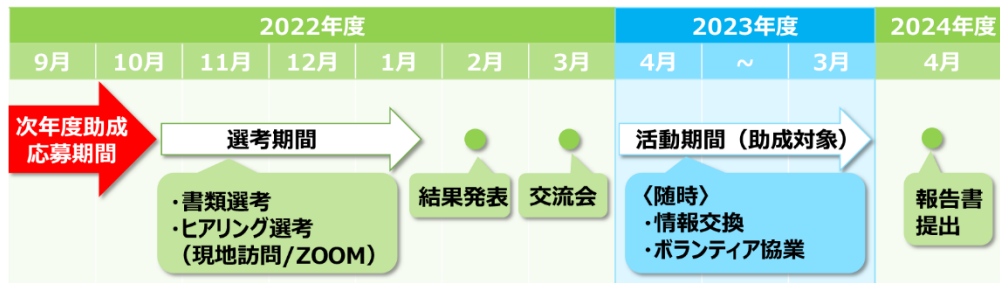 2022年度
2023年度
2024年度
9月
10月
11月
12月
1月
2月
3月
4月
~
3月
4月
次年度助成
応募期間
選考期間
・書類選考
・ヒアリング選考
（現地訪問/ZOOM）
結果発表
交流会
活動期間（助成対象）
〈随時〉
・情報交換
・ボランティア協業
報告書
提出